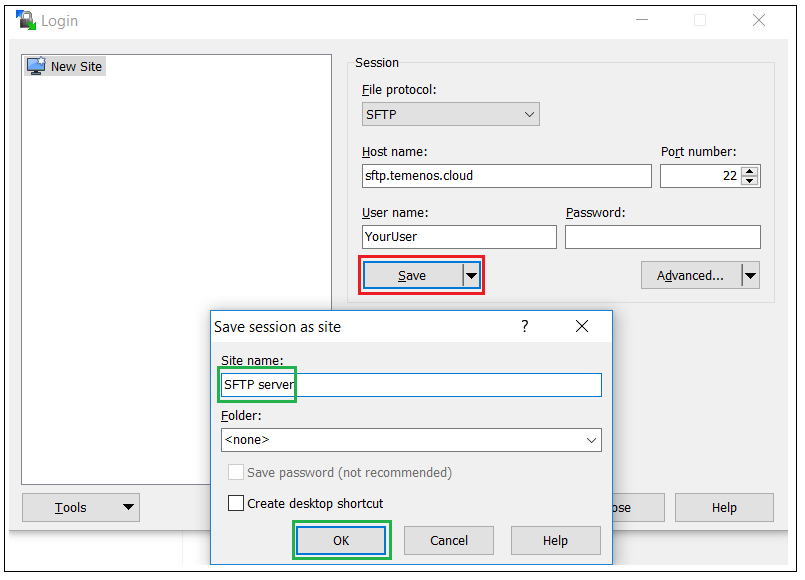 Login
New Site
Session
File protocol:
SFTP
Host name:
Port number:
sftp.temenos.cloud
22
User name:
Password:
YourUser
Save
Advanced...
Save session as site
?
Site name:
SFTP server
Folder:
<none>
Save password (not recommended)
Create desktop shortcut
OK
Cancel
Help
Tools
ose
Help